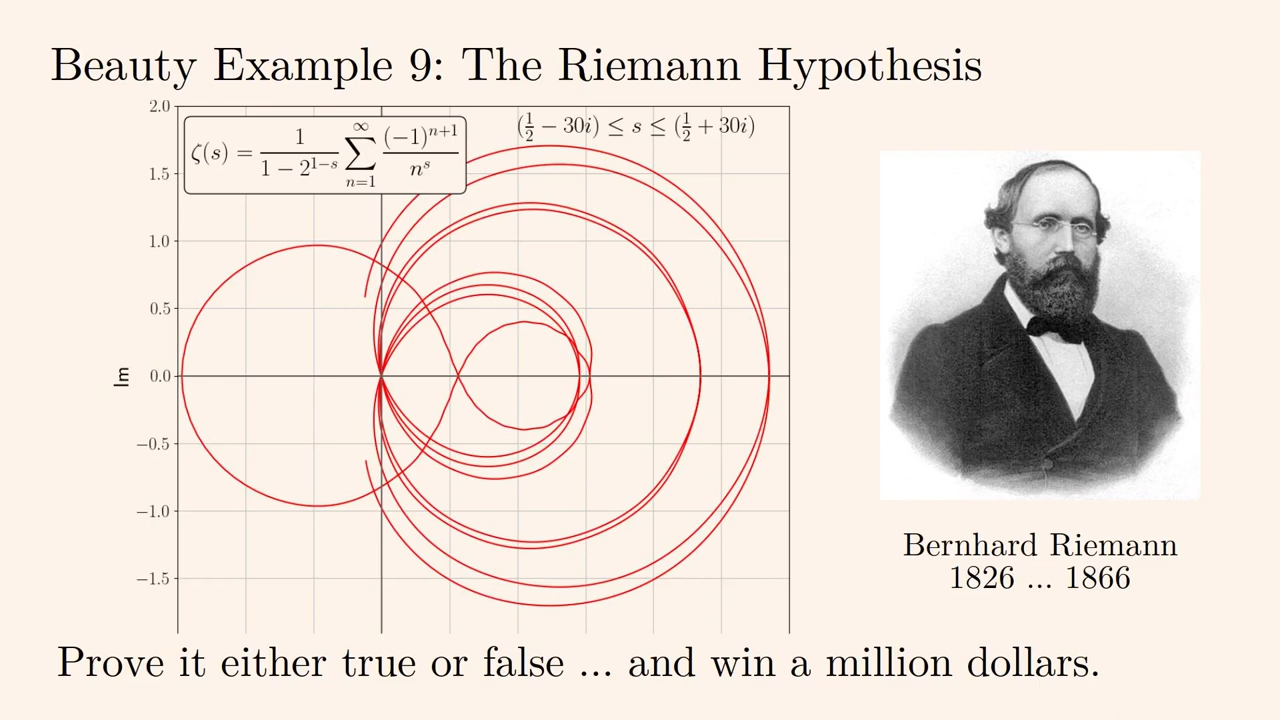 Beauty Example 9: The Riemann Hypothesis
2.0
ζ(s) = 1/(1 − 2^{1−s}) ∑_{n=1}^{∞} (−1)^{n+1}/n^s
(1/2 − 30i) ≤ s ≤ (1/2 + 30i)
1.5
1.0
0.5
0.0
Im
−0.5
−1.0
−1.5
Bernhard Riemann
1826 ... 1866
Prove it either true or false ... and win a million dollars.